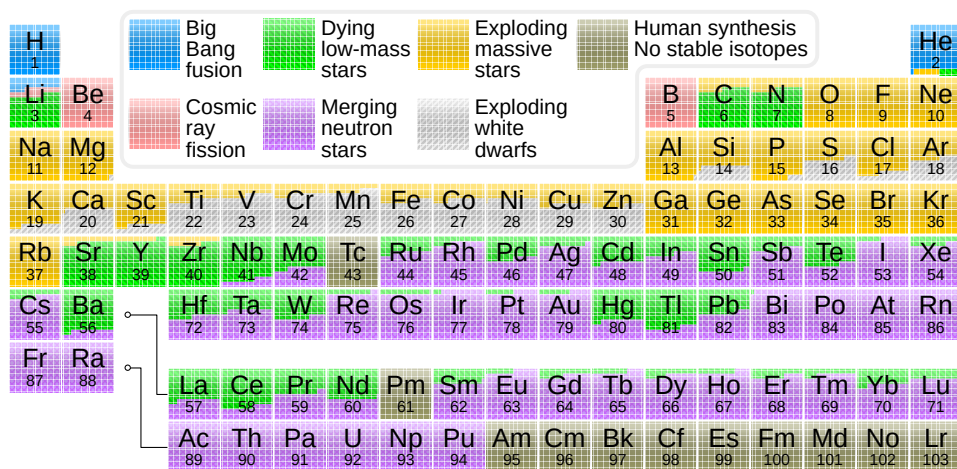 H
1
Big
Bang
fusion
Dying
low-mass
stars
Exploding
massive
stars
Human synthesis
No stable isotopes
He
2
Cosmic
ray
fission
Merging
neutron
stars
Exploding
white
dwarfs
Li Be B C N O F Ne
3 4 5 6 7 8 9 10
Na Mg Al Si P S Cl Ar
11 12 13 14 15 16 17 18
K Ca Sc Ti V Cr Mn Fe Co Ni Cu Zn Ga Ge As Se Br Kr
19 20 21 22 23 24 25 26 27 28 29 30 31 32 33 34 35 36
Rb Sr Y Zr Nb Mo Tc Ru Rh Pd Ag Cd In Sn Sb Te I Xe
37 38 39 40 41 42 43 44 45 46 47 48 49 50 51 52 53 54
Cs Ba Hf Ta W Re Os Ir Pt Au Hg Tl Pb Bi Po At Rn
55 56 72 73 74 75 76 77 78 79 80 81 82 83 84 85 86
Fr Ra
87 88
La Ce Pr Nd Pm Sm Eu Gd Tb Dy Ho Er Tm Yb Lu
57 58 59 60 61 62 63 64 65 66 67 68 69 70 71
Ac Th Pa U Np Pu Am Cm Bk Cf Es Fm Md No Lr
89 90 91 92 93 94 95 96 97 98 99 100 101 102 103